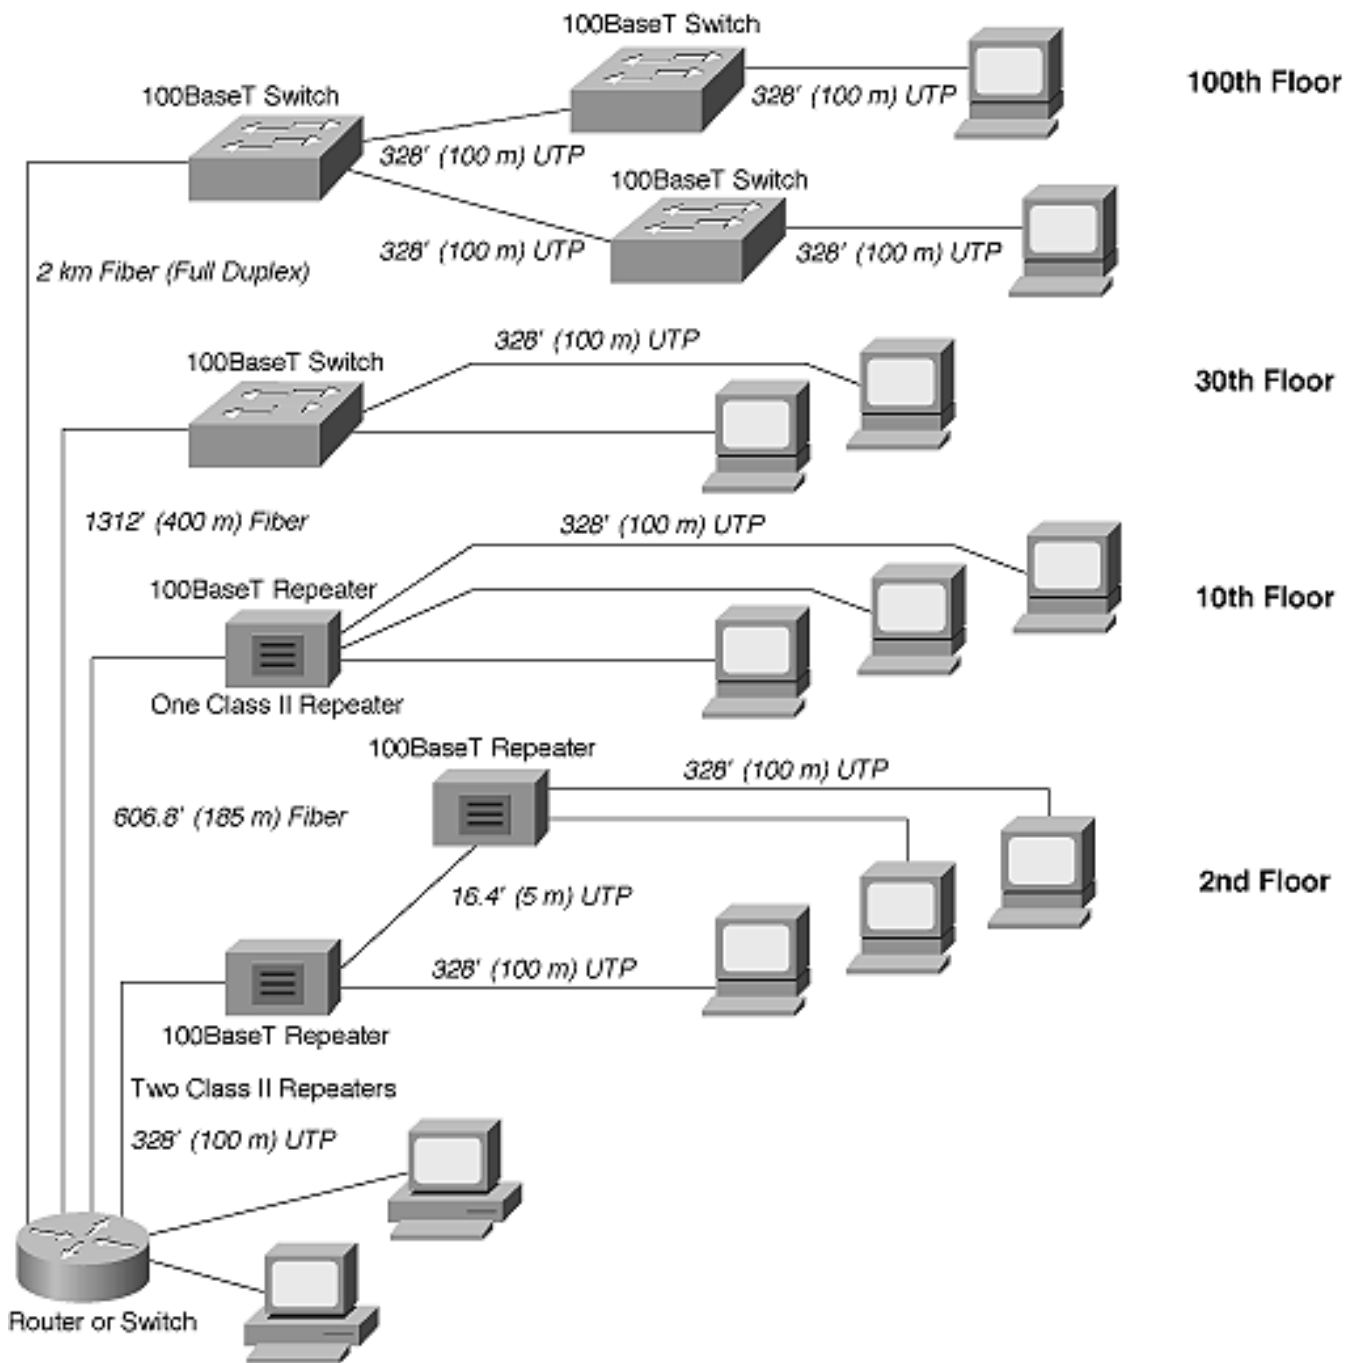 100BaseT Switch
100th Floor
328' (100 m) UTP
100BaseT Switch
328' (100 m) UTP
100BaseT Switch
328' (100 m) UTP
328' (100 m) UTP
2 km Fiber (Full Duplex)
328' (100 m) UTP
100BaseT Switch
30th Floor
1312' (400 m) Fiber
328' (100 m) UTP
100BaseT Repeater
10th Floor
One Class II Repeater
100BaseT Repeater
328' (100 m) UTP
606.8' (185 m) Fiber
2nd Floor
16.4' (5 m) UTP
328' (100 m) UTP
100BaseT Repeater
Two Class II Repeaters
328' (100 m) UTP
Router or Switch